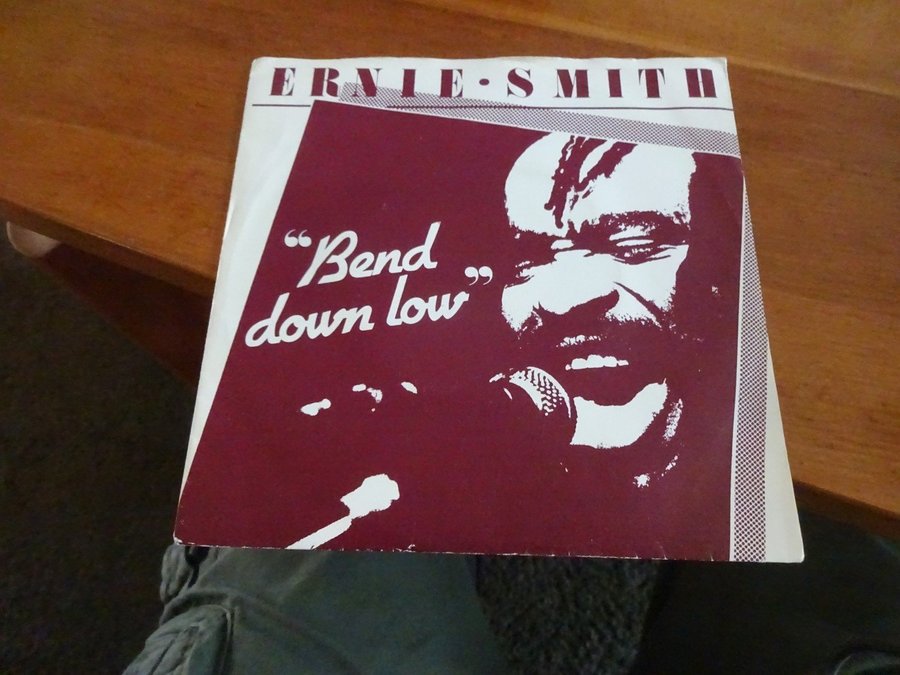 ERNIE • SMITH
“Bend
down low”